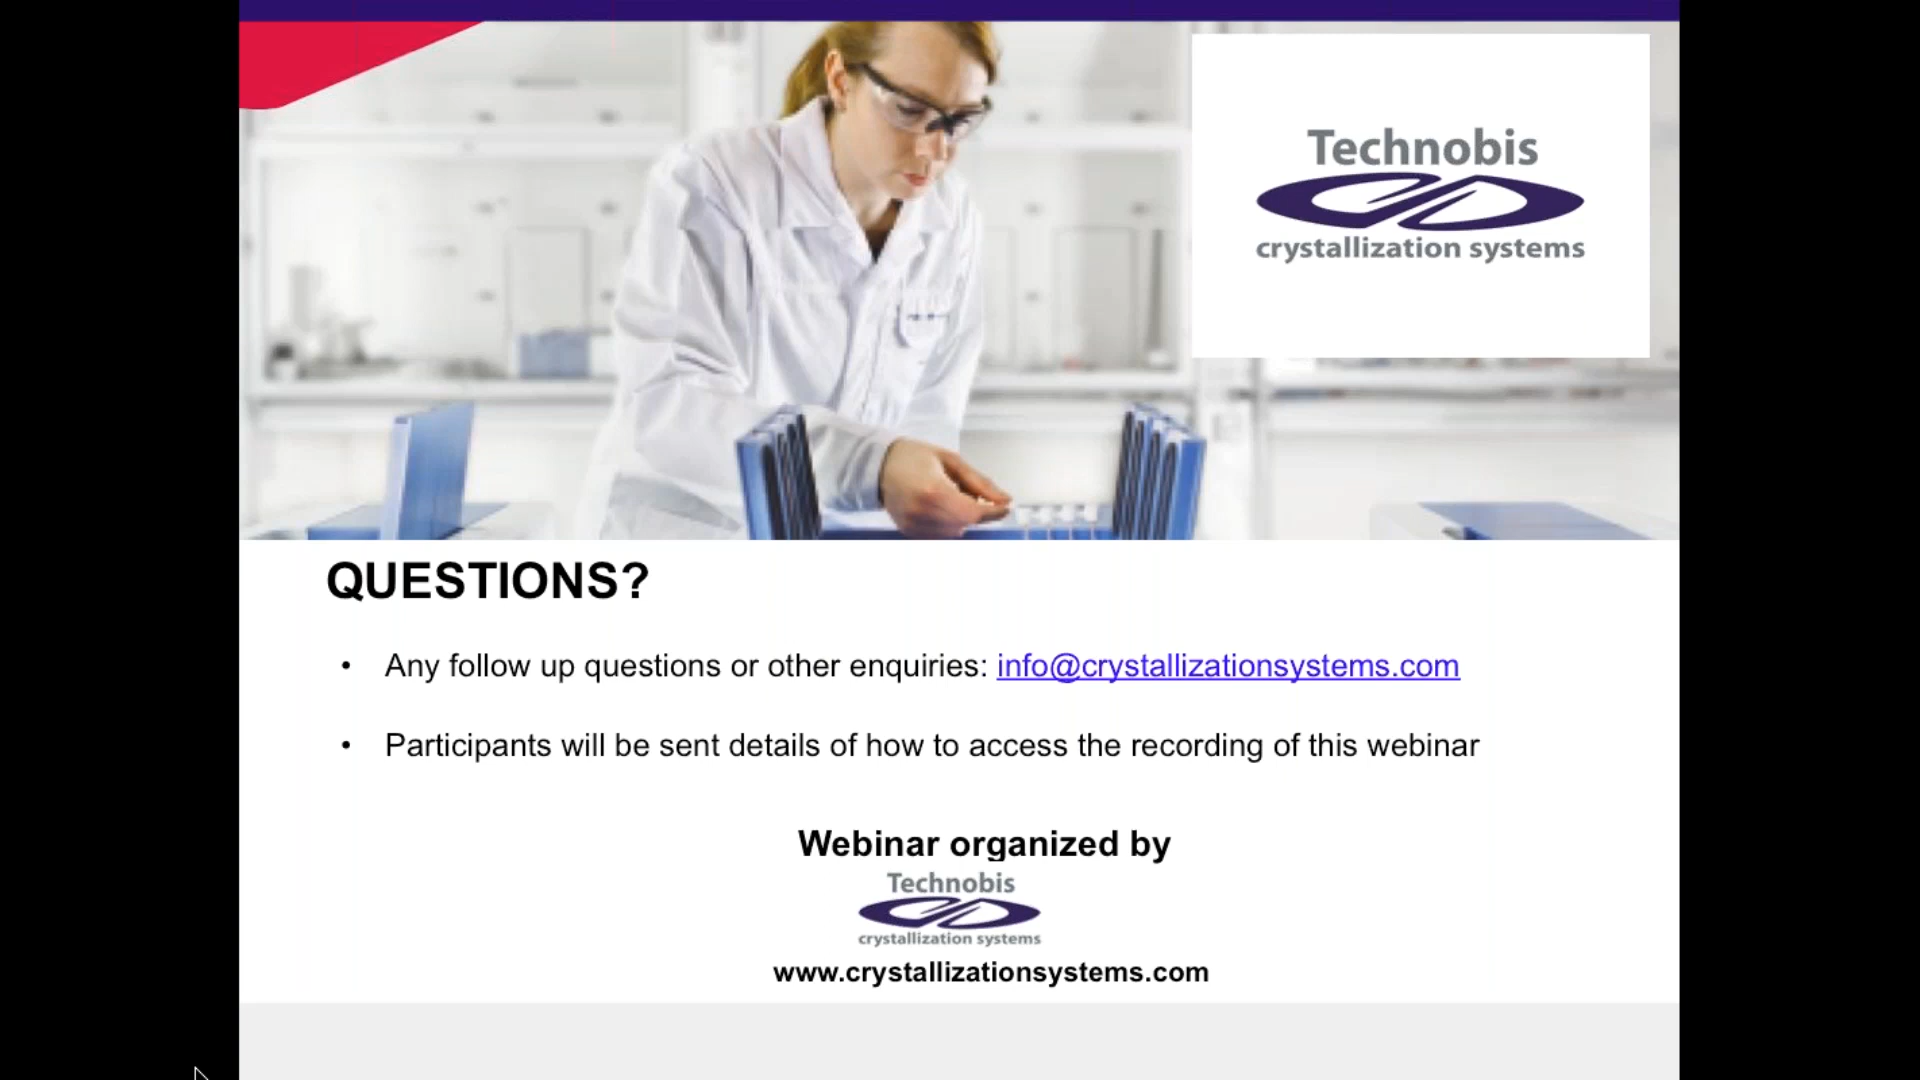 Technobis
crystallization systems
QUESTIONS?
• Any follow up questions or other enquiries: info@crystallizationsystems.com
• Participants will be sent details of how to access the recording of this webinar
Webinar organized by
Technobis
crystallization systems
www.crystallizationsystems.com